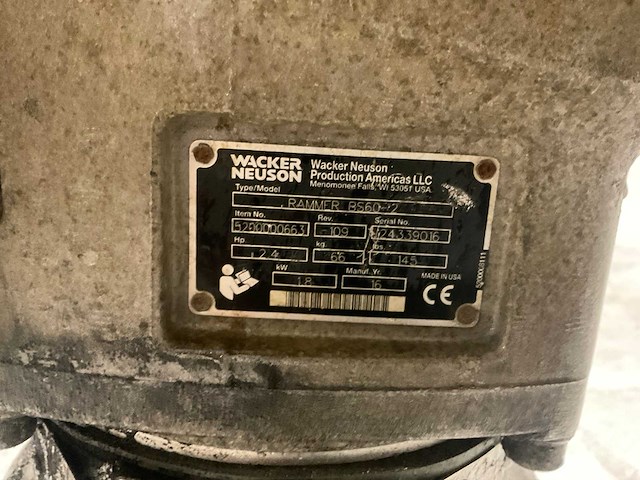 WACKER
NEUSON
Wacker Neuson
Production Americas LLC
Menomonee Falls, WI 53051 USA
Type/Model
RAMMER BS60-2
Item No. Rev. Serial No.
5200000663 109 24339016
Hp kg. lbs.
2.4 66 145
kW Manuf. Yr.
1.8 16
MADE IN USA
CE